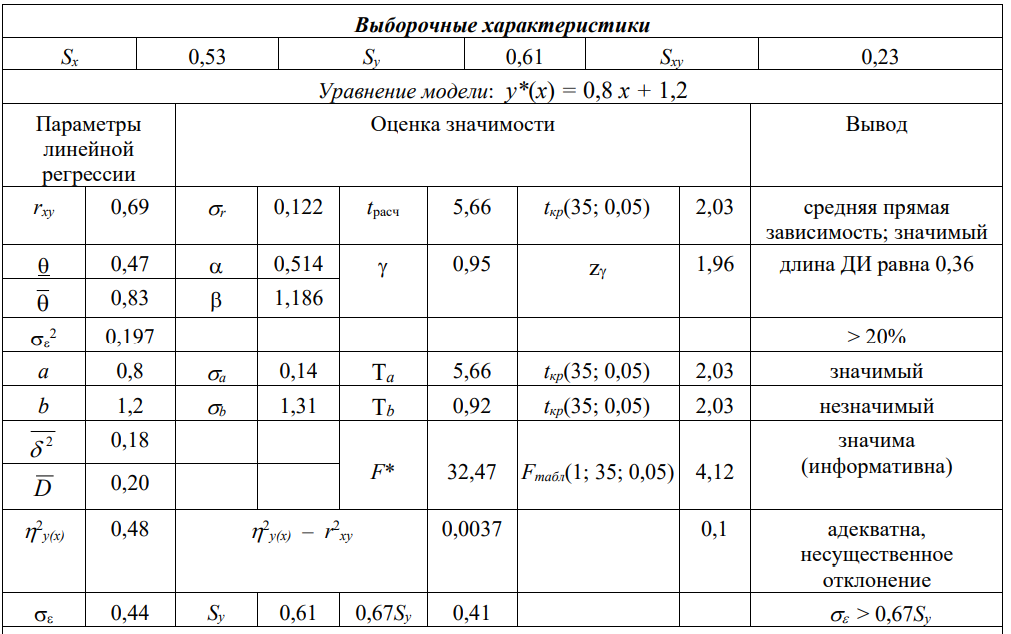 Выборочные характеристики
Sx 0,53 Sy 0,61 Sxy 0,23
Уравнение модели: y*(x) = 0,8 x + 1,2
Параметры линейной регрессии Оценка значимости Вывод
rxy 0,69 σr 0,122 tрасч 5,66 tкр(35; 0,05) 2,03 средняя прямая зависимость; значимый
θ 0,47 α 0,514 γ 0,95 zγ 1,96 длина ДИ равна 0,36
θ̅ 0,83 β 1,186
σε² 0,197 > 20%
a 0,8 σa 0,14 Ta 5,66 tкр(35; 0,05) 2,03 значимый
b 1,2 σb 1,31 Tb 0,92 tкр(35; 0,05) 2,03 незначимый
δ² 0,18 F* 32,47 Fтабл(1; 35; 0,05) 4,12 значима (информативна)
D̅ 0,20
η²y(x) 0,48 η²y(x) – r²xy 0,0037 0,1 адекватна, несущественное отклонение
σε 0,44 Sy 0,61 0,67Sy 0,41 σε > 0,67Sy